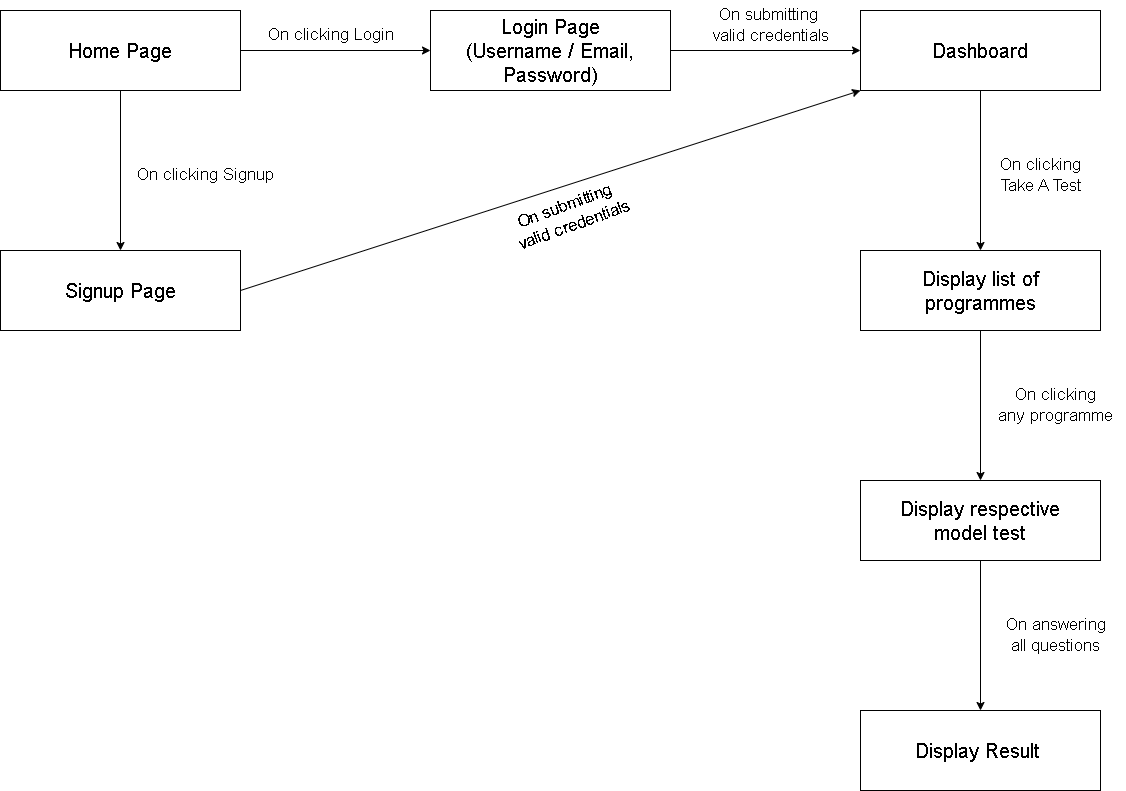 Home Page
On clicking Login
Login Page
(Username / Email,
Password)
On submitting
valid credentials
Dashboard
On clicking Signup
On clicking
Take A Test
On submitting
valid credentials
Signup Page
Display list of
programmes
On clicking
any programme
Display respective
model test
On answering
all questions
Display Result